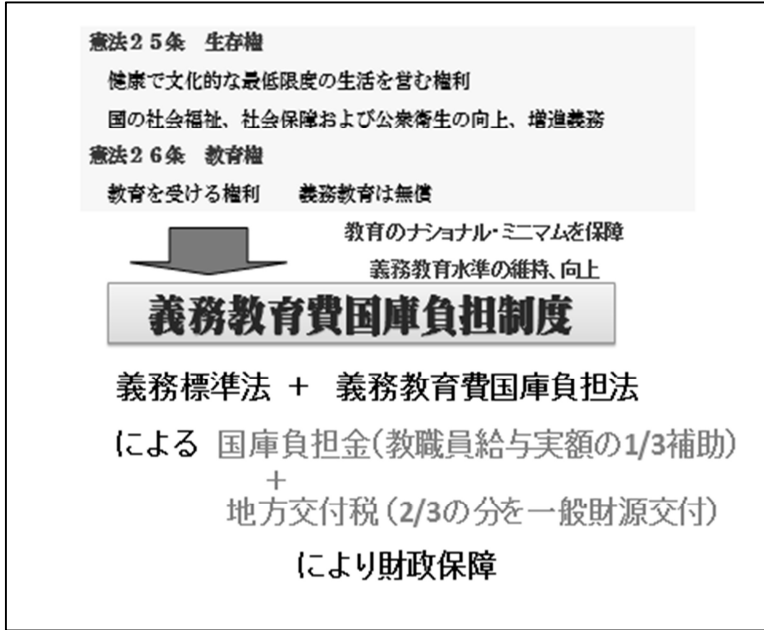 憲法２５条　生存権
健康で文化的な最低限度の生活を営む権利
国の社会福祉、社会保障および公衆衛生の向上、増進義務
憲法２６条　教育権
教育を受ける権利　　義務教育は無償
教育のナショナル・ミニマムを保障
義務教育水準の維持、向上
義務教育費国庫負担制度
義務標準法　＋　義務教育費国庫負担法
による　国庫負担金（教職員給与実額の1/3補助）
＋
地方交付税（2/3の分を一般財源交付）
により財政保障